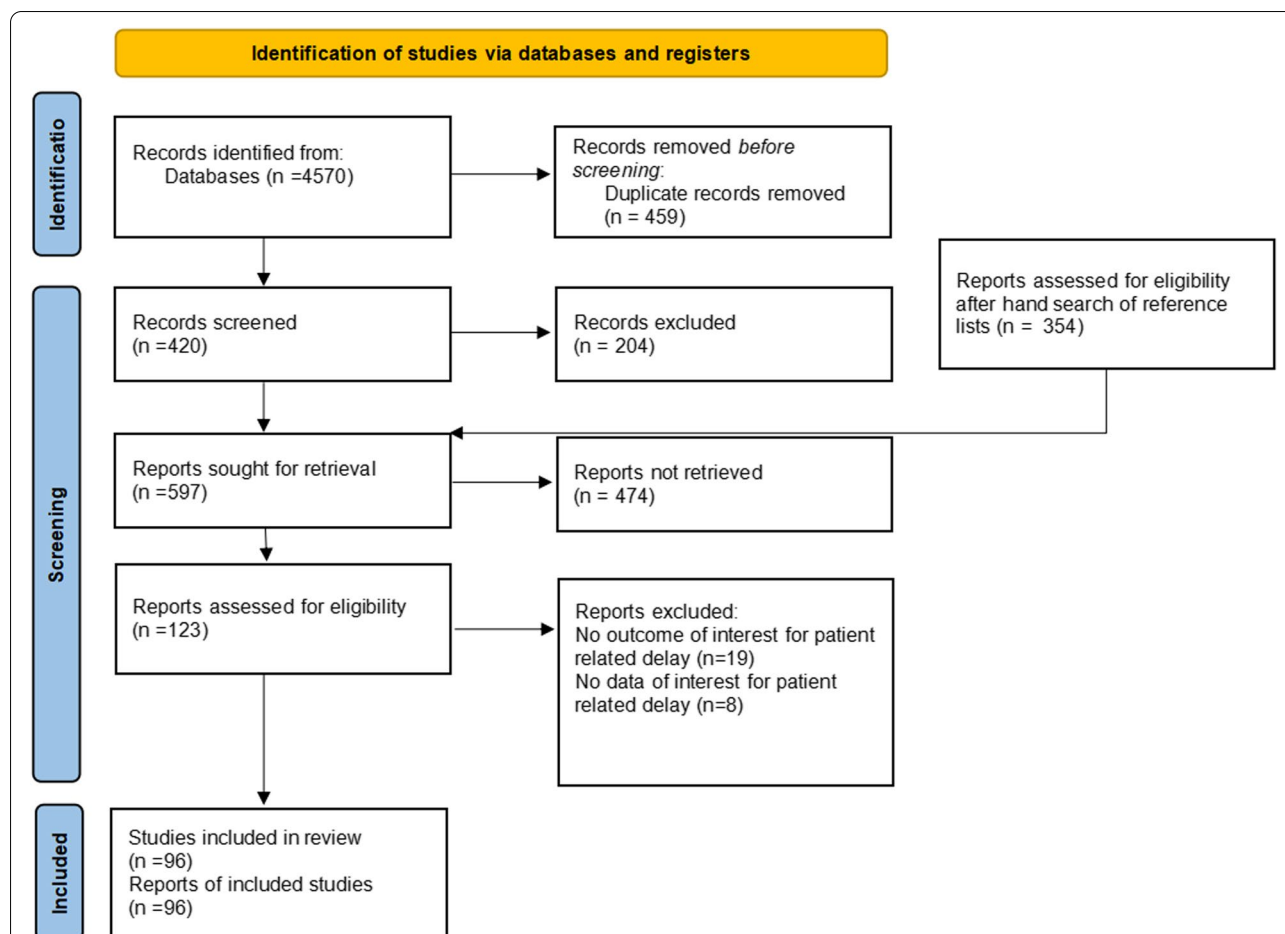 Identification of studies via databases and registers
Identificatio
Records identified from:
Databases (n =4570)
Records removed before
screening:
Duplicate records removed
(n = 459)
Screening
Records screened
(n =420)
Records excluded
(n = 204)
Reports assessed for eligibility
after hand search of reference
lists (n = 354)
Reports sought for retrieval
(n =597)
Reports not retrieved
(n = 474)
Reports assessed for eligibility
(n =123)
Reports excluded:
No outcome of interest for patient
related delay (n=19)
No data of interest for patient
related delay (n=8)
Included
Studies included in review
(n =96)
Reports of included studies
(n =96)